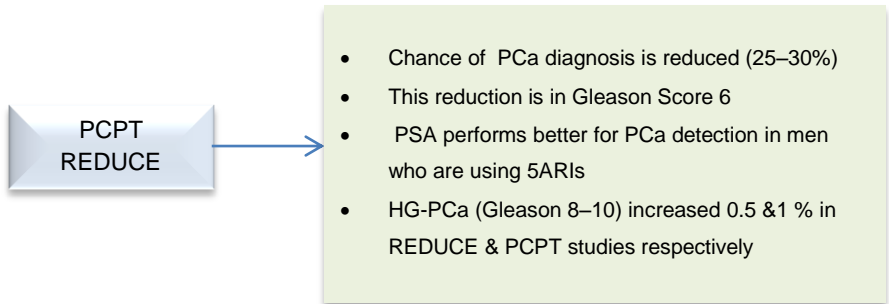 PCPT
REDUCE
• Chance of PCa diagnosis is reduced (25–30%)
• This reduction is in Gleason Score 6
• PSA performs better for PCa detection in men
who are using 5ARIs
• HG-PCa (Gleason 8–10) increased 0.5 &1 % in
REDUCE & PCPT studies respectively